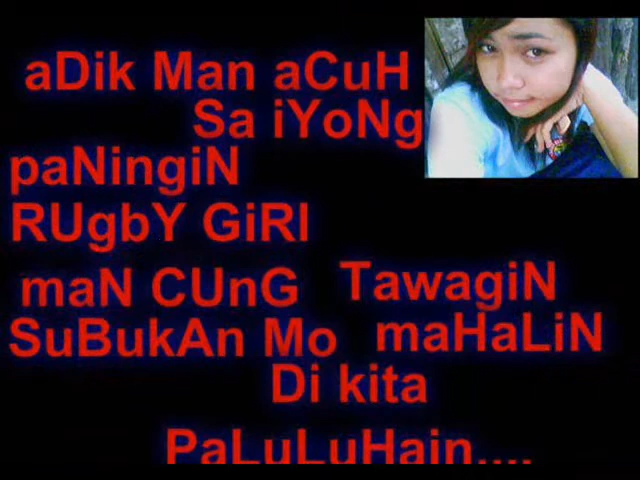 aDik Man aCuH
Sa iYoNg
paNingiN
RUgbY GiRl
maN CUnG TawagiN
SuBukAn Mo maHaLiN
Di kita
PaLuLuHain....